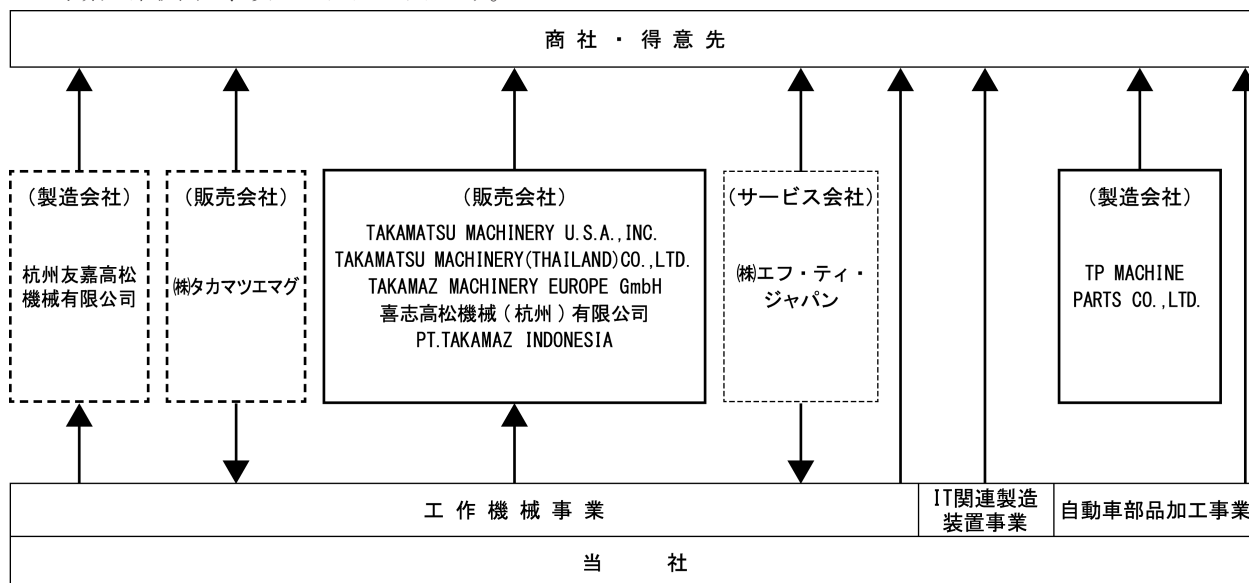 商社・得意先
（製造会社）
杭州友嘉高松
機械有限公司
（販売会社）
㈱タカマツエマグ
（販売会社）
TAKAMATSU MACHINERY U.S.A.,INC.
TAKAMATSU MACHINERY(THAILAND)CO.,LTD.
TAKAMAZ MACHINERY EUROPE GmbH
喜志高松機械(杭州)有限公司
PT.TAKAMAZ INDONESIA
（サービス会社）
㈱エフ・ティ・
ジャパン
（製造会社）
TP MACHINE
PARTS CO.,LTD.
工作機械事業
IT関連製造
装置事業
自動車部品加工事業
当社